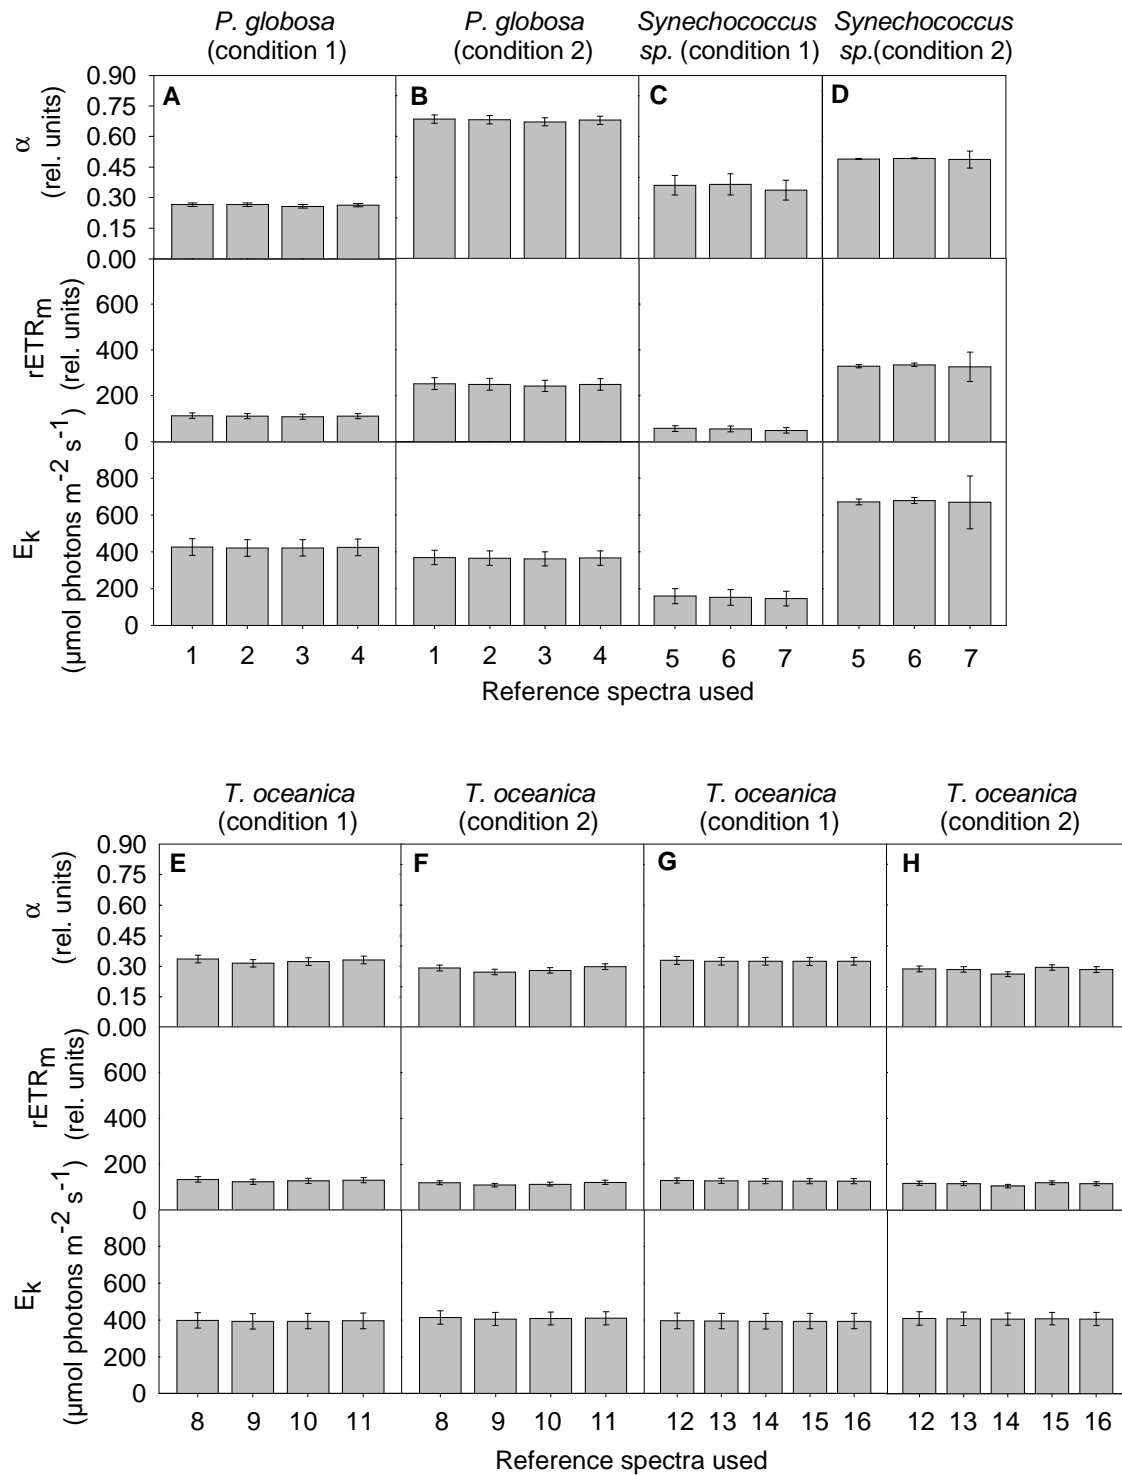 P. globosa
(condition 1)
P. globosa
(condition 2)
Synechococcus
sp. (condition 1)
Synechococcus
sp.(condition 2)
A
B
C
D
α
(rel. units)
0.90
0.75
0.60
0.45
0.30
0.15
0.00
rETRm
(rel. units)
600
400
200
0
Ek
(µmol photons m-2 s-1)
800
600
400
200
0
1 2 3 4
1 2 3 4
5 6 7
5 6 7
Reference spectra used
T. oceanica
(condition 1)
T. oceanica
(condition 2)
T. oceanica
(condition 1)
T. oceanica
(condition 2)
E
F
G
H
α
(rel. units)
0.90
0.75
0.60
0.45
0.30
0.15
0.00
rETRm
(rel. units)
600
400
200
0
Ek
(µmol photons m-2 s-1)
800
600
400
200
0
8 9 10 11
8 9 10 11
12 13 14 15 16
12 13 14 15 16
Reference spectra used